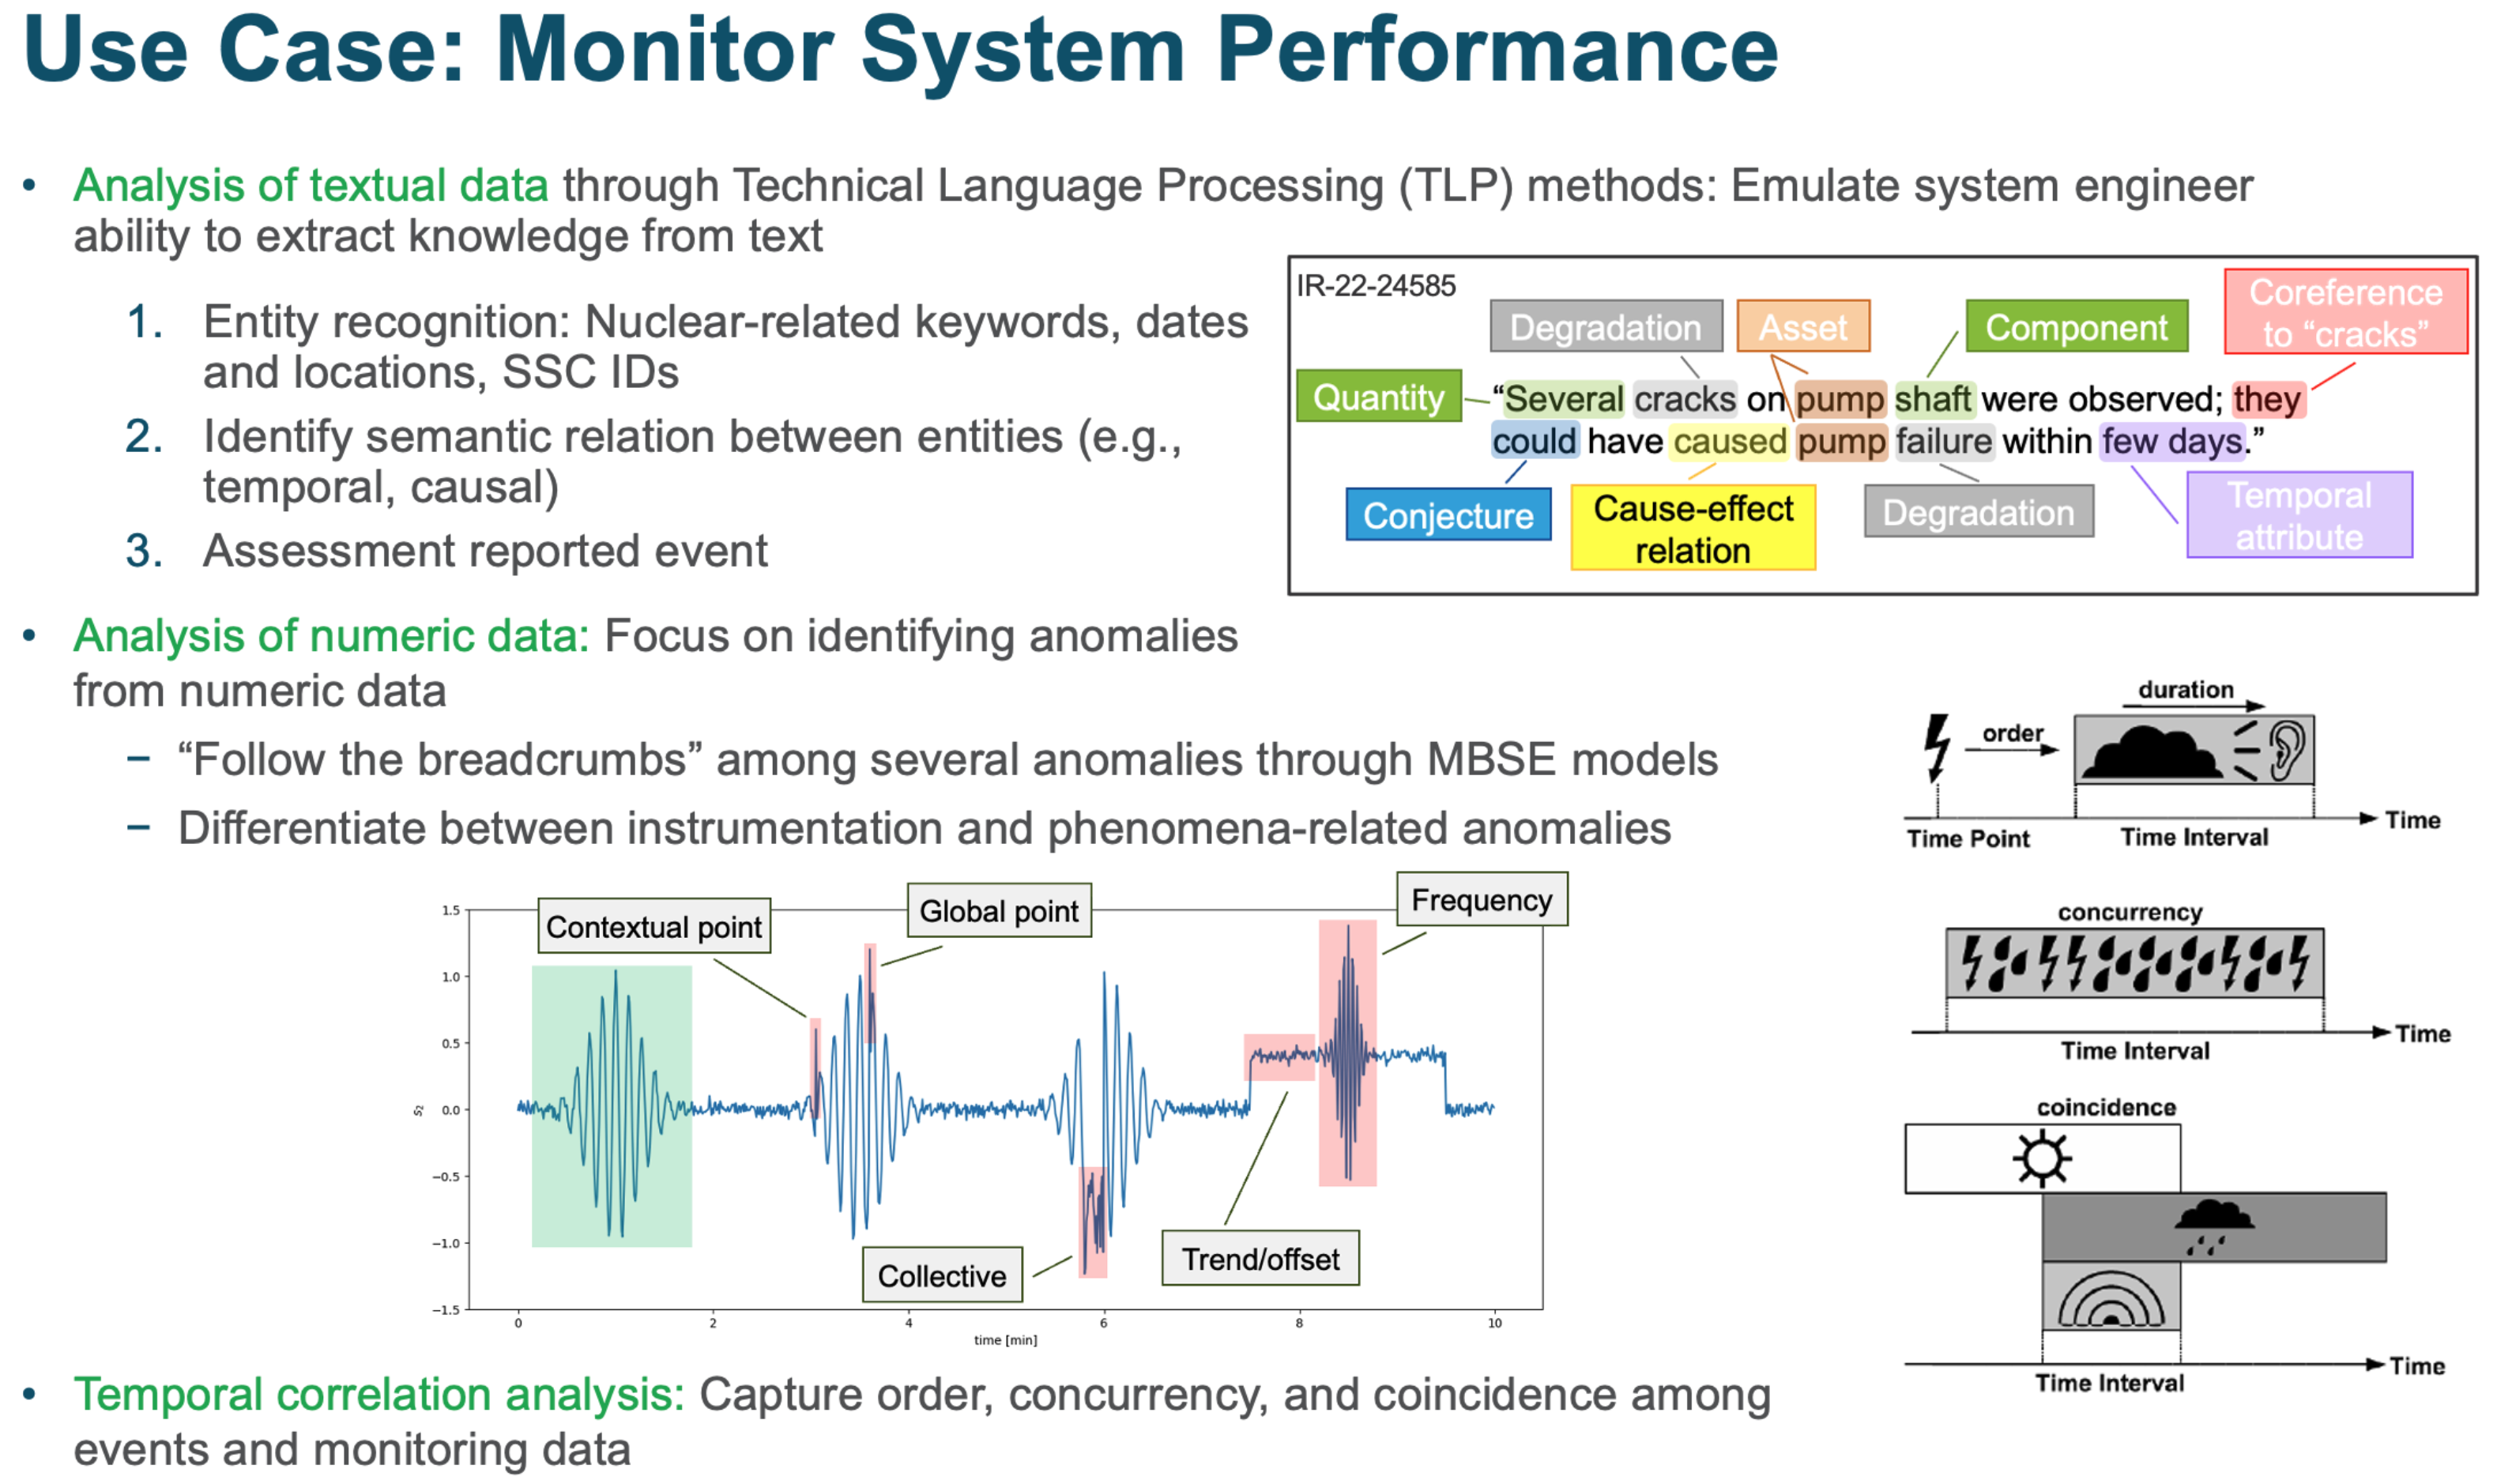 Use Case: Monitor System Performance
• Analysis of textual data through Technical Language Processing (TLP) methods: Emulate system engineer
ability to extract knowledge from text
1. Entity recognition: Nuclear-related keywords, dates
and locations, SSC IDs
2. Identify semantic relation between entities (e.g.,
temporal, causal)
3. Assessment reported event
IR-22-24585
Degradation
Asset
Component
Coreference
to “cracks”
Quantity
“Several cracks on pump shaft were observed; they
could have caused pump failure within few days.”
Conjecture
Cause-effect
relation
Degradation
Temporal
attribute
• Analysis of numeric data: Focus on identifying anomalies
from numeric data
– “Follow the breadcrumbs” among several anomalies through MBSE models
– Differentiate between instrumentation and phenomena-related anomalies
duration
order
Time
Time Point
Time Interval
concurrency
Time
Time Interval
coincidence
Time
Time Interval
Contextual point
Global point
Frequency
Collective
Trend/offset
1.5
1.0
0.5
0.0
−0.5
−1.0
−1.5
s2
0 2 4 6 8 10
time [min]
• Temporal correlation analysis: Capture order, concurrency, and coincidence among
events and monitoring data